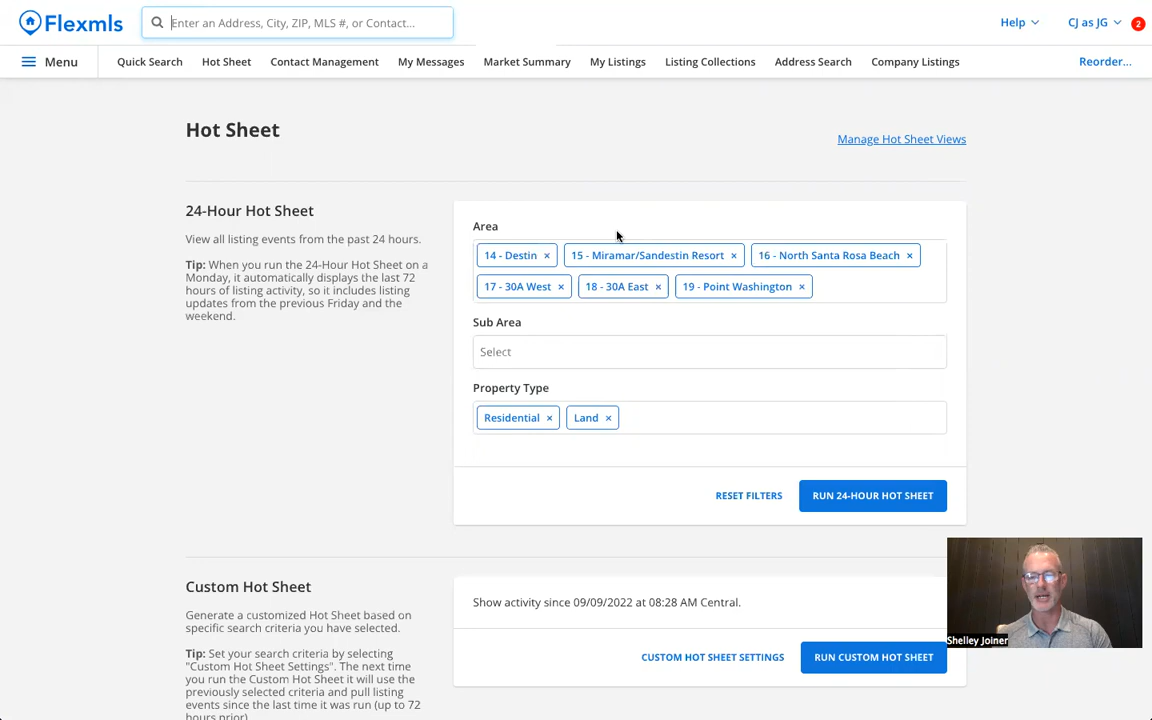 Flexmls
Enter an Address, City, ZIP, MLS #, or Contact...
Help
CJ as JG
2
Menu
Quick Search
Hot Sheet
Contact Management
My Messages
Market Summary
My Listings
Listing Collections
Address Search
Company Listings
Reorder...
Hot Sheet
Manage Hot Sheet Views
24-Hour Hot Sheet
View all listing events from the past 24 hours.
Tip: When you run the 24-Hour Hot Sheet on a
Monday, it automatically displays the last 72
hours of listing activity, so it includes listing
updates from the previous Friday and the
weekend.
Area
14 - Destin ×
15 - Miramar/Sandestin Resort ×
16 - North Santa Rosa Beach ×
17 - 30A West ×
18 - 30A East ×
19 - Point Washington ×
Sub Area
Select
Property Type
Residential ×
Land ×
RESET FILTERS
RUN 24-HOUR HOT SHEET
Custom Hot Sheet
Generate a customized Hot Sheet based on
specific search criteria you have selected.
Tip: Set your search criteria by selecting
"Custom Hot Sheet Settings". The next time
you run the Custom Hot Sheet it will use the
previously selected criteria and pull listing
events since the last time it was run (up to 72
hours prior)
Show activity since 09/09/2022 at 08:28 AM Central.
CUSTOM HOT SHEET SETTINGS
RUN CUSTOM HOT SHEET
Shelley Joiner